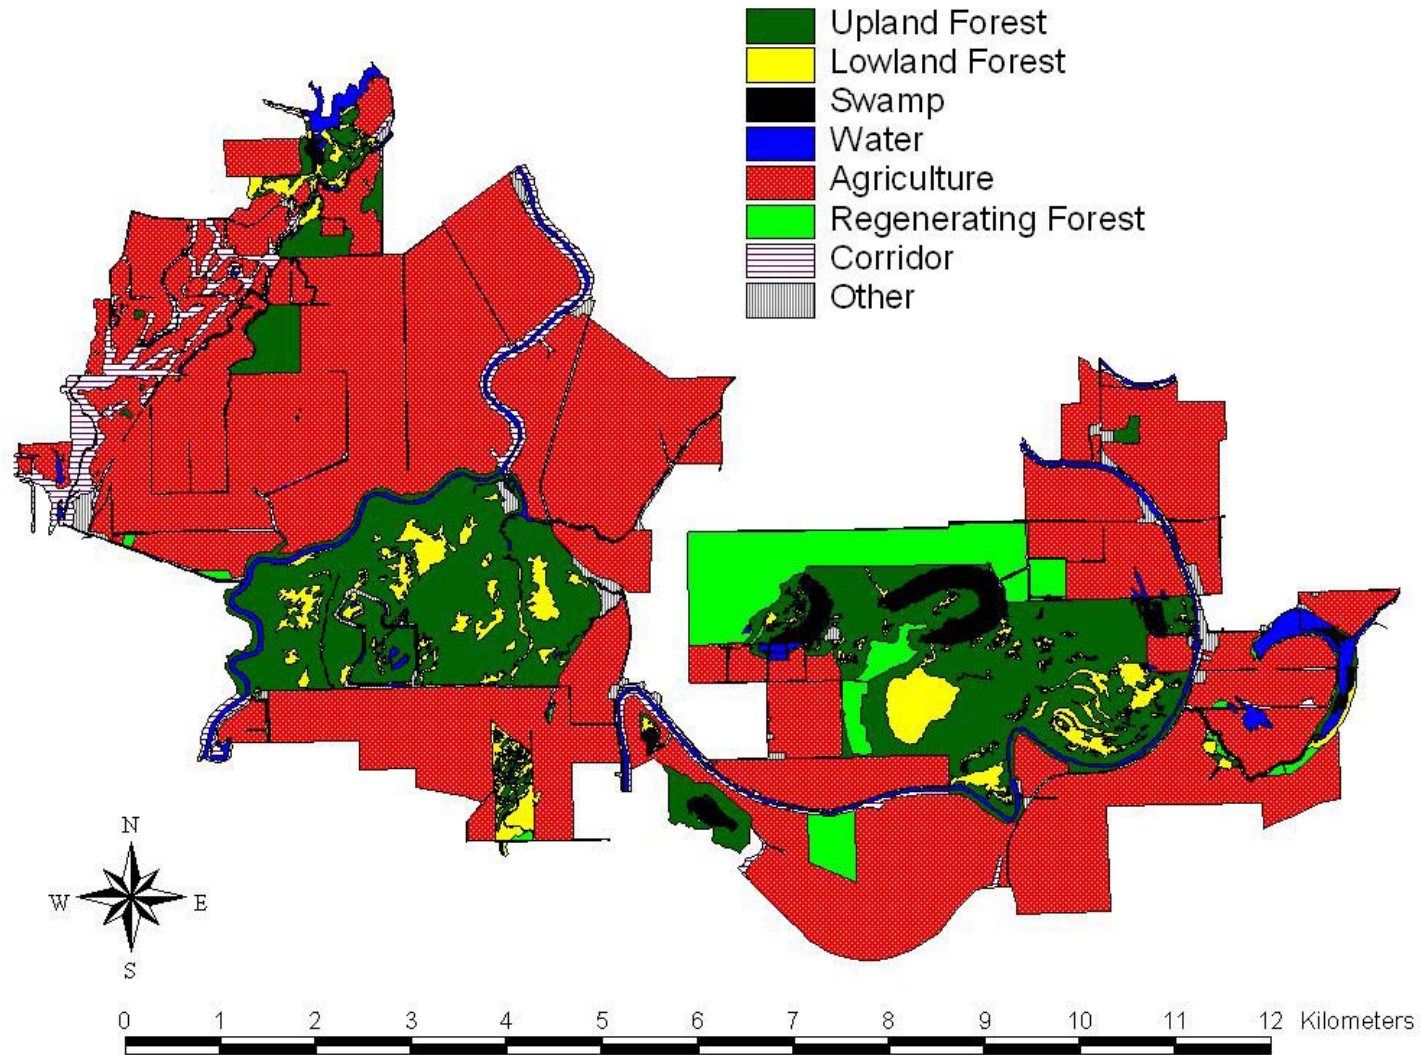 Upland Forest
Lowland Forest
Swamp
Water
Agriculture
Regenerating Forest
Corridor
Other
N
W E
S
0 1 2 3 4 5 6 7 8 9 10 11 12 Kilometers